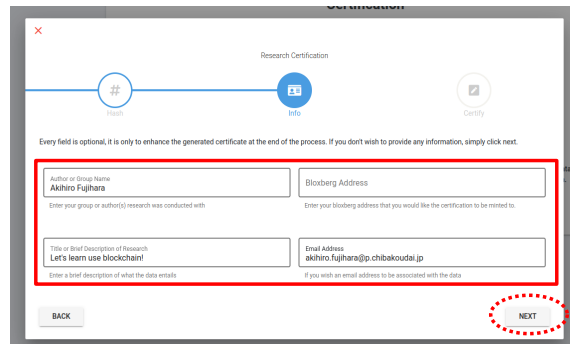 Certification
×
Research Certification
#
Hash
Info
Certify
Every field is optional, it is only to enhance the generated certificate at the end of the process. If you don't wish to provide any information, simply click next.
Author or Group Name
Akihiro Fujihara
Bloxberg Address
Enter your group or author(s) research was conducted with
Enter your bloxberg address that you would like the certification to be minted to.
Title or Brief Description of Research
Let's learn use blockchain!
Email Address
akihiro.fujihara@p.chibakoudai.jp
Enter a brief description of what the data entails
If you wish an email address to be associated with the data
BACK
NEXT